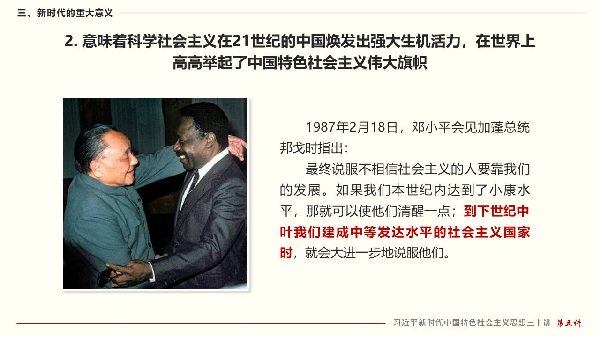 三、新时代的重大意义
2. 意味着科学社会主义在21世纪的中国焕发出强大生机活力，在世界上
高高举起了中国特色社会主义伟大旗帜
1987年2月18日，邓小平会见加蓬总统
邦戈时指出：
最终说服不相信社会主义的人要靠我们
的发展。如果我们本世纪内达到了小康水
平，那就可以使他们清醒一点；到下世纪中
叶我们建成中等发达水平的社会主义国家
时，就会大进一步地说服他们。
习近平新时代中国特色社会主义思想三十讲 第五讲